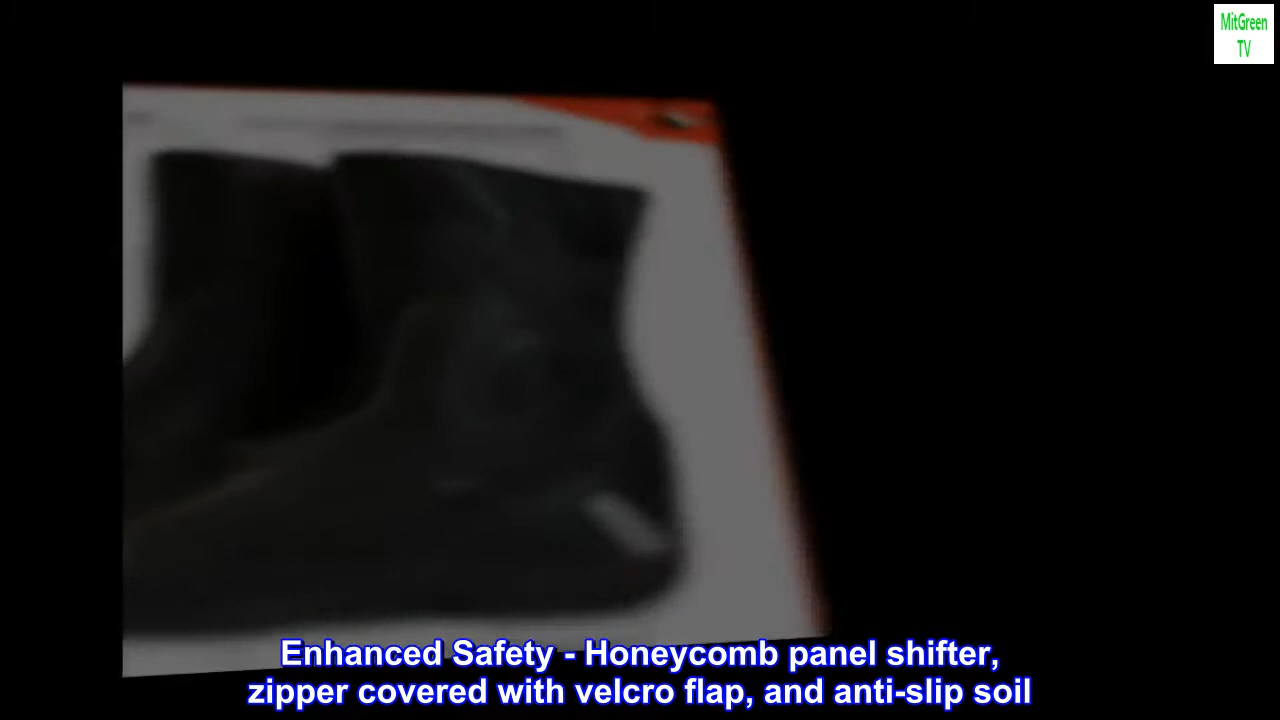 MitGreen
TV
Enhanced Safety - Honeycomb panel shifter,
zipper covered with velcro flap, and anti-slip soil